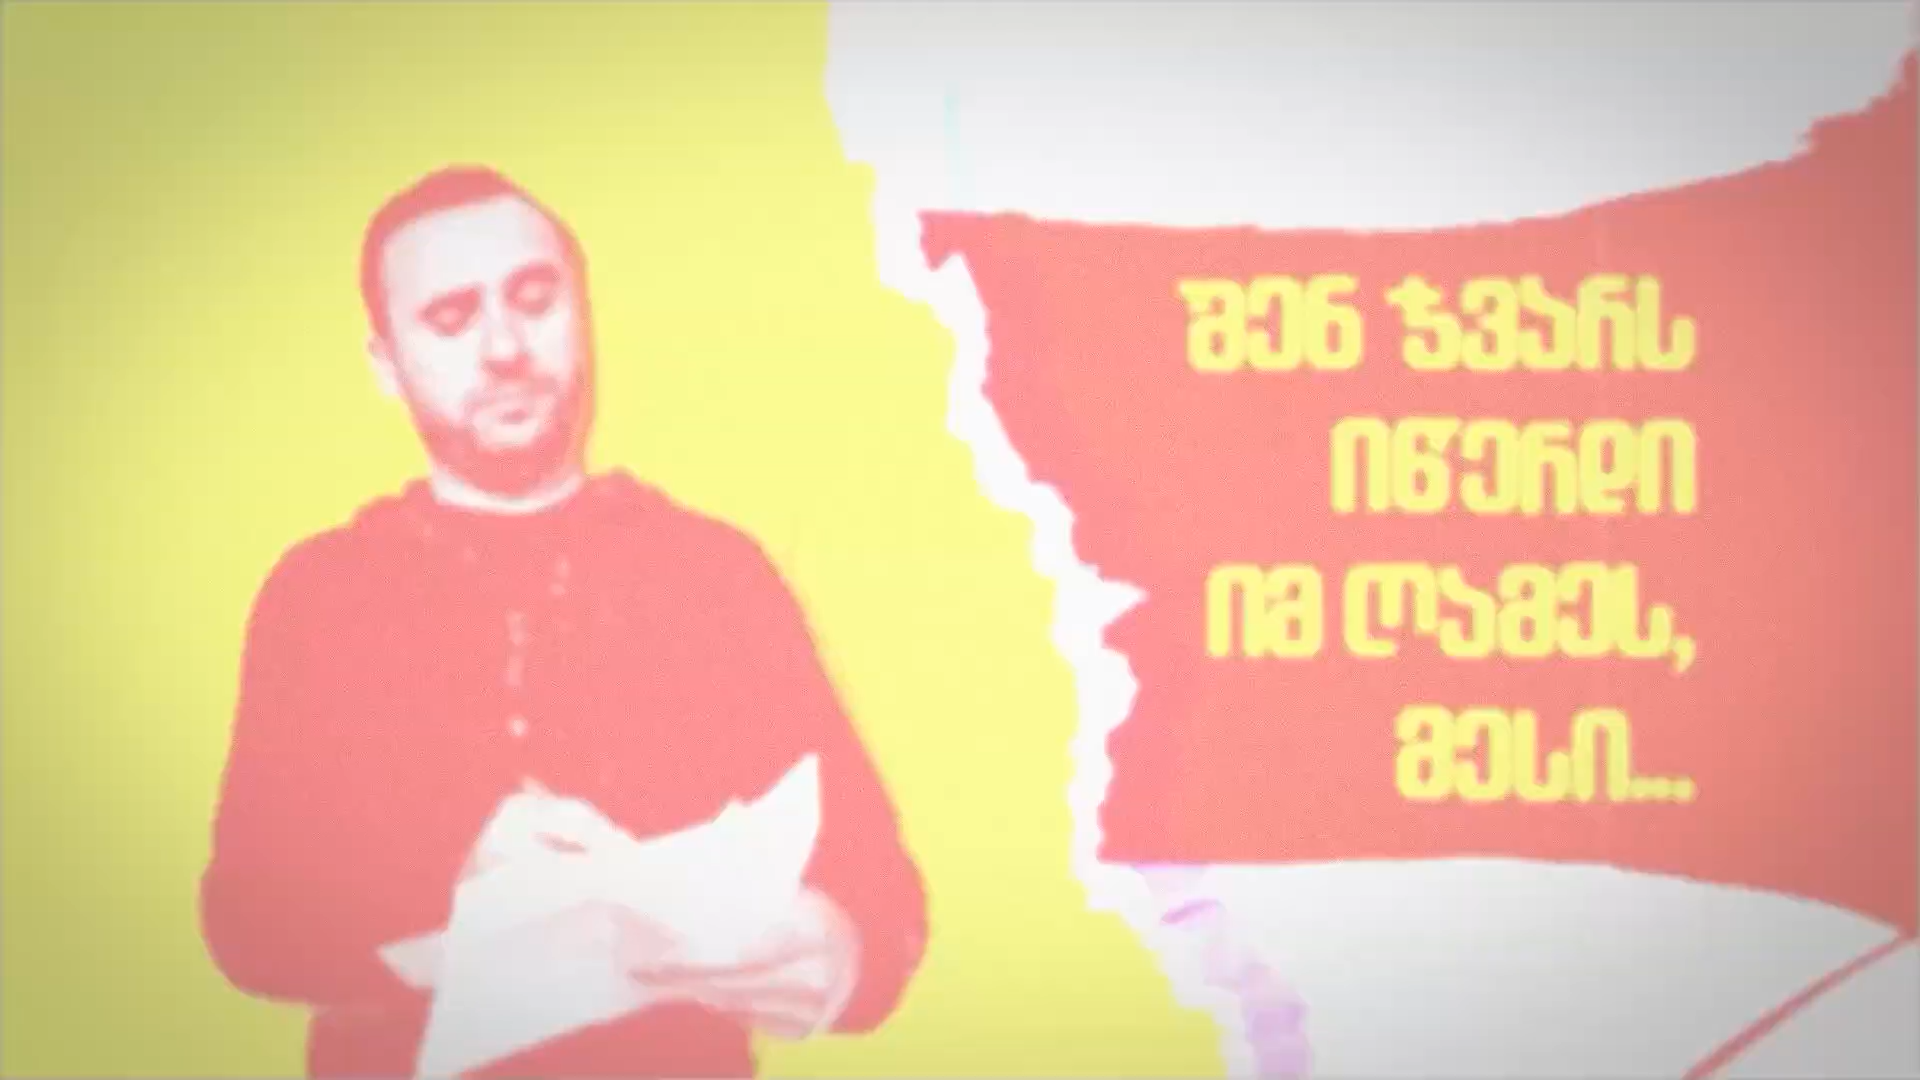 შენ ჯვარს
იწერდი
იმ ღამეს,
მესი...